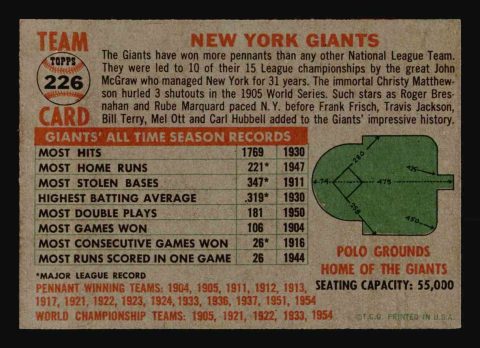 TEAM
TOPPS
226
CARD
NEW YORK GIANTS
The Giants have won more pennants than any other National League Team.
They were led to 10 of their 15 League championships by the great John
McGraw who managed New York for 31 years. The immortal Christy Matthew-
son hurled 3 shutouts in the 1905 World Series. Such stars as Roger Bres-
nahan and Rube Marquard paced N.Y. before Frank Frisch, Travis Jackson,
Bill Terry, Mel Ott and Carl Hubbell added to the Giants' impressive history.
GIANTS' ALL TIME SEASON RECORDS
MOST HITS 1769 1930
MOST HOME RUNS 221* 1947
MOST STOLEN BASES 347* 1911
HIGHEST BATTING AVERAGE .319* 1930
MOST DOUBLE PLAYS 181 1950
MOST GAMES WON 106 1904
MOST CONSECUTIVE GAMES WON 26* 1916
MOST RUNS SCORED IN ONE GAME 26 1944
*MAJOR LEAGUE RECORD
PENNANT WINNING TEAMS: 1904, 1905, 1911, 1912, 1913,
1917, 1921, 1922, 1923, 1924, 1933, 1936, 1937, 1951, 1954
WORLD CHAMPIONSHIP TEAMS: 1905, 1921, 1922, 1933, 1954
280
475
475
425
258
450
POLO GROUNDS
HOME OF THE GIANTS
SEATING CAPACITY: 55,000
©T.C.G. PRINTED IN U.S.A.